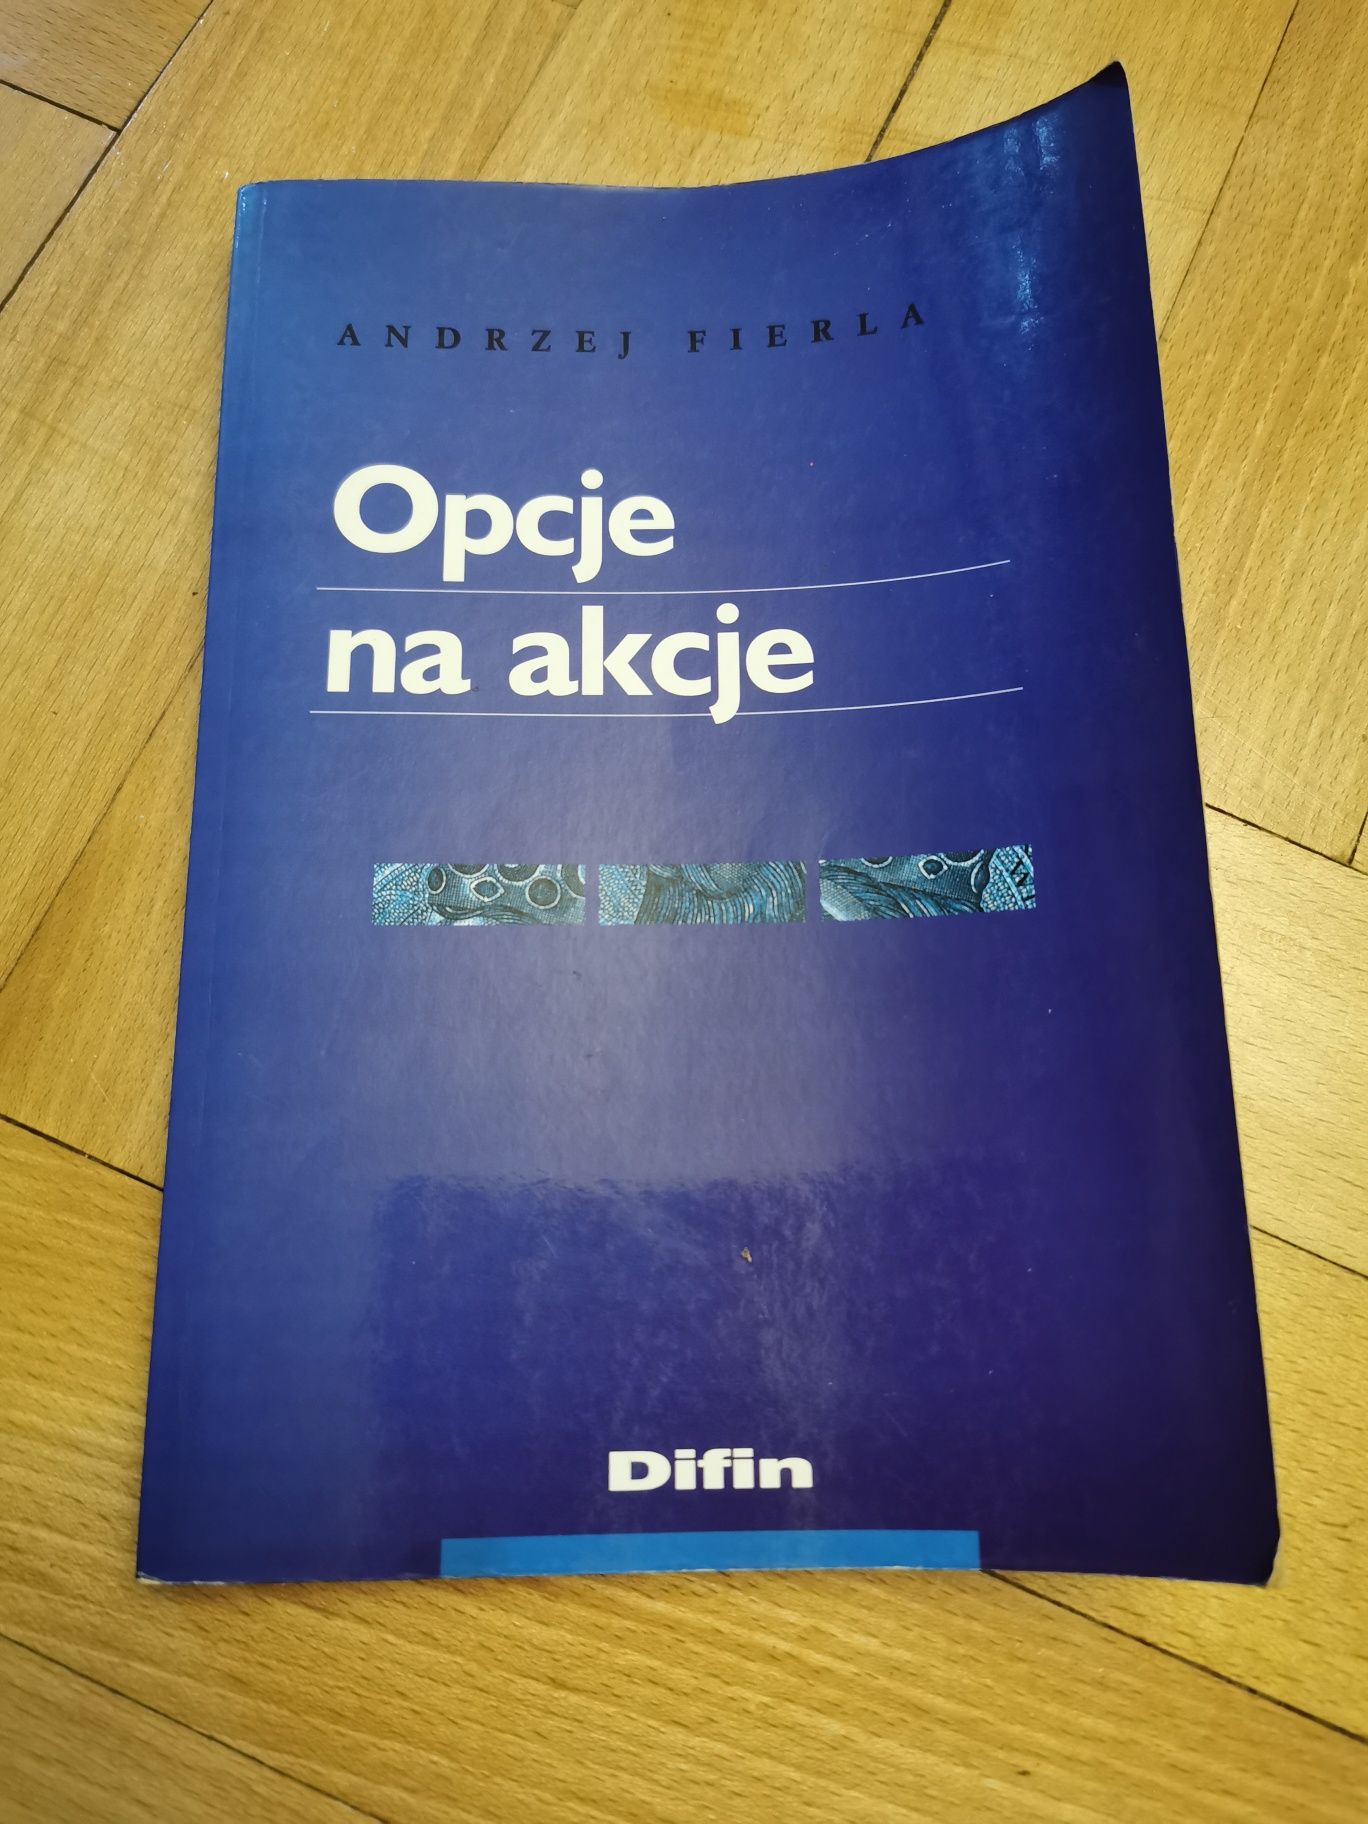 ANDRZEJ FIERLA
Opcje
na akcje
Difin